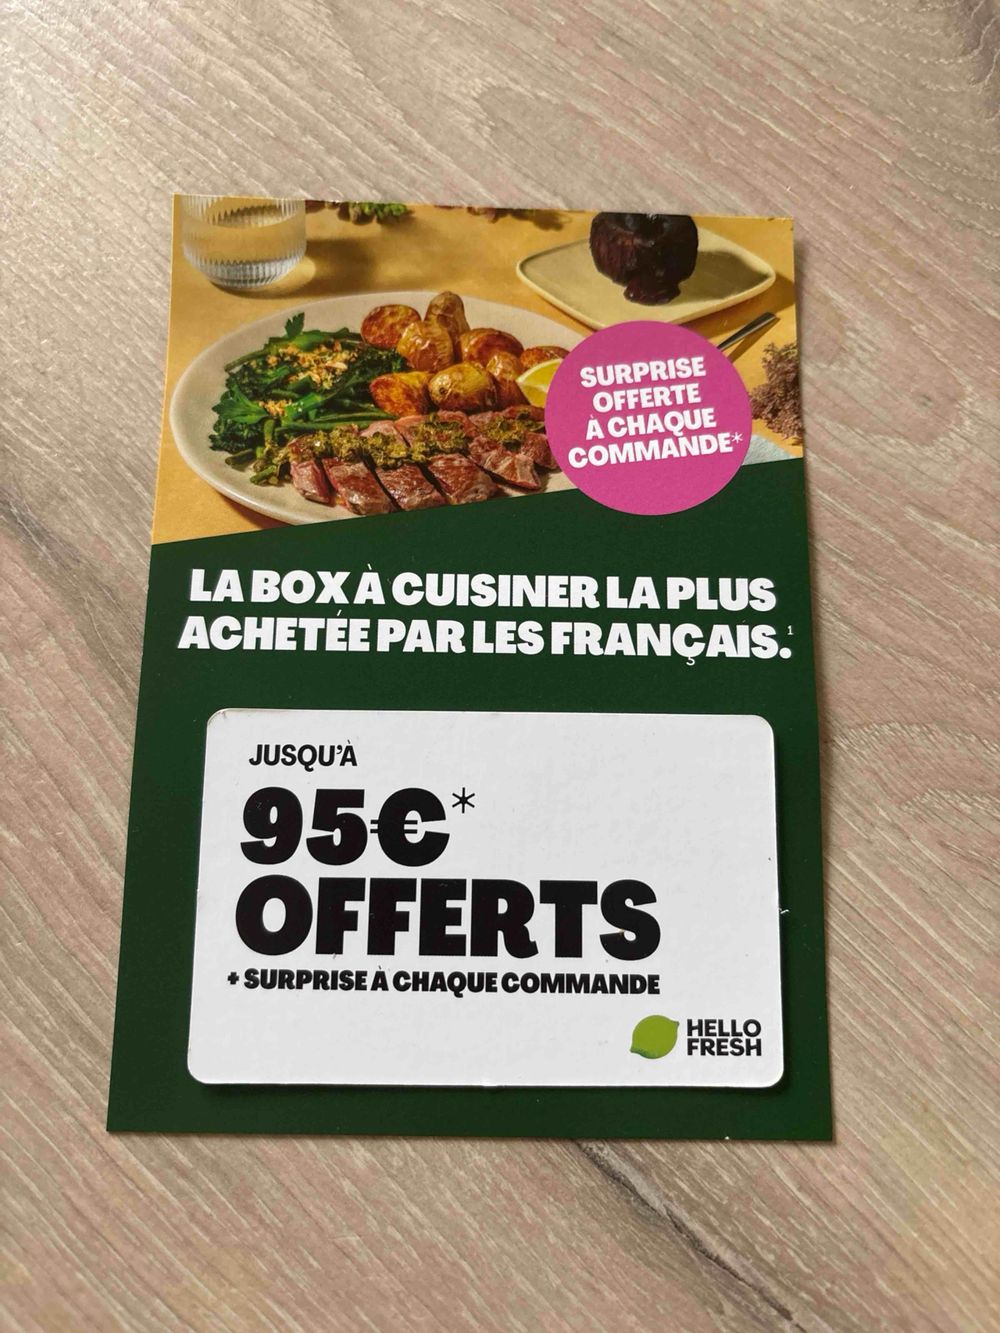 SURPRISE
OFFERTE
À CHAQUE
COMMANDE*
LA BOX À CUISINER LA PLUS
ACHETÉE PAR LES FRANÇAIS.¹
JUSQU'À
95€*
OFFERTS
+ SURPRISE À CHAQUE COMMANDE
HELLO
FRESH